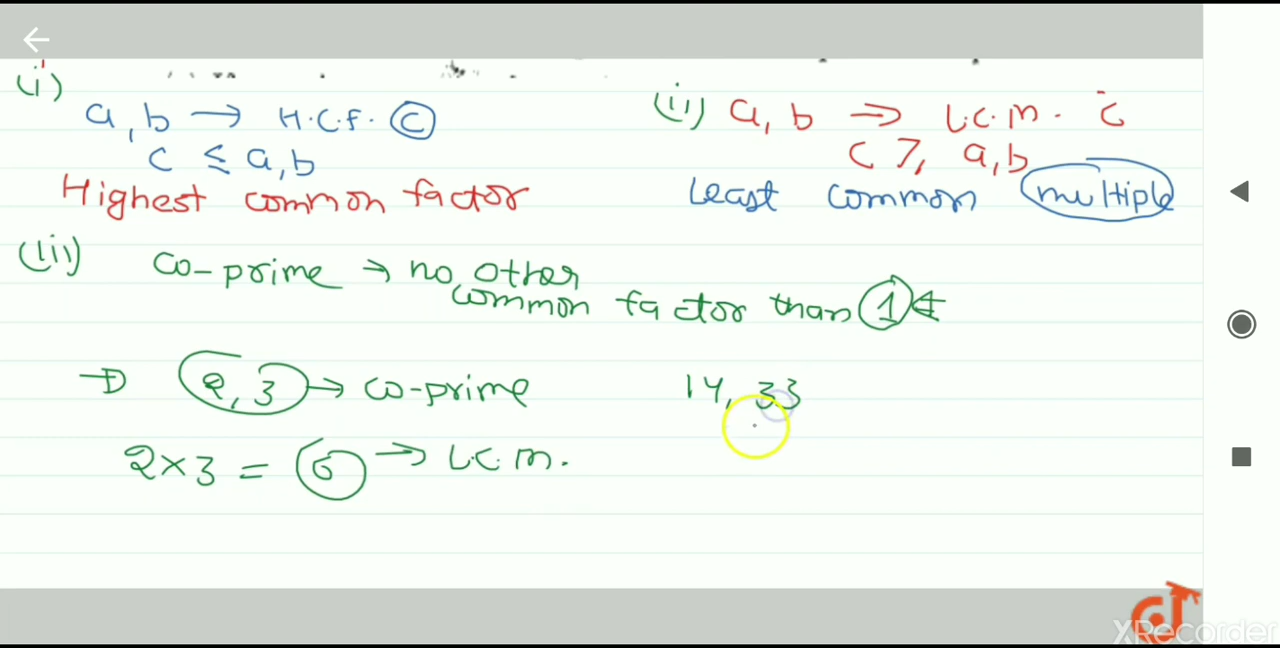 (i)
a, b → H.C.F. C
C ≤ a, b
Highest common factor
(ii) a, b → L.C.M. C
C ≥ a, b
Least common multiple
(iii) Co-prime → no other
common factor than 1
→ 2, 3 → co-prime
14, 33
2 × 3 = 6 → L.C.M.
XRecorder